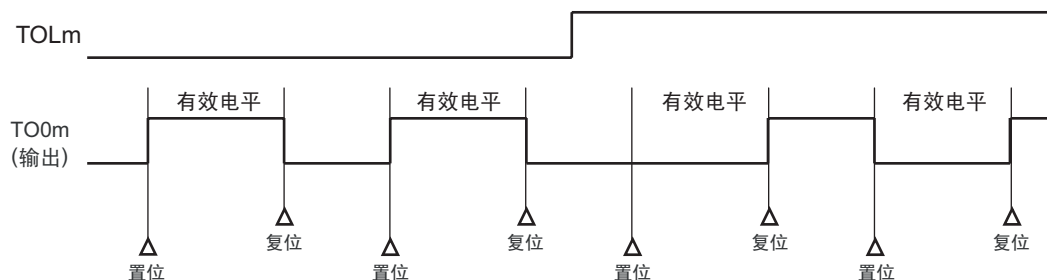 TOLm
有效电平 有效电平 有效电平 有效电平
TO0m
(输出)
复位 复位 复位 复位
置位 置位 置位 置位